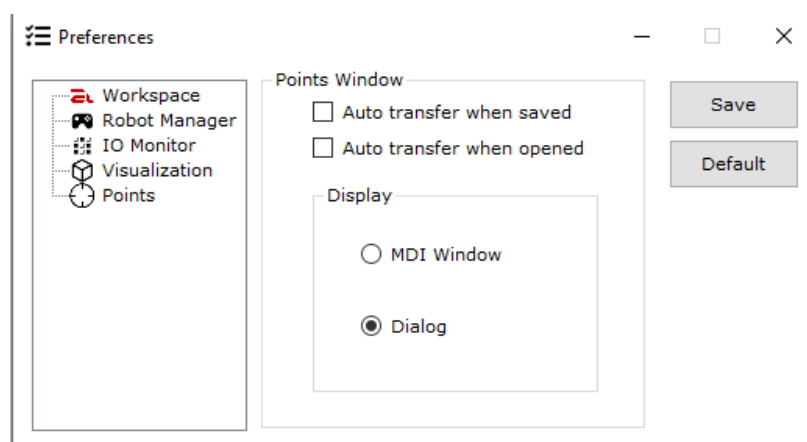 Preferences
Workspace
Robot Manager
IO Monitor
Visualization
Points
Points Window
Auto transfer when saved
Auto transfer when opened
Display
MDI Window
Dialog
Save
Default